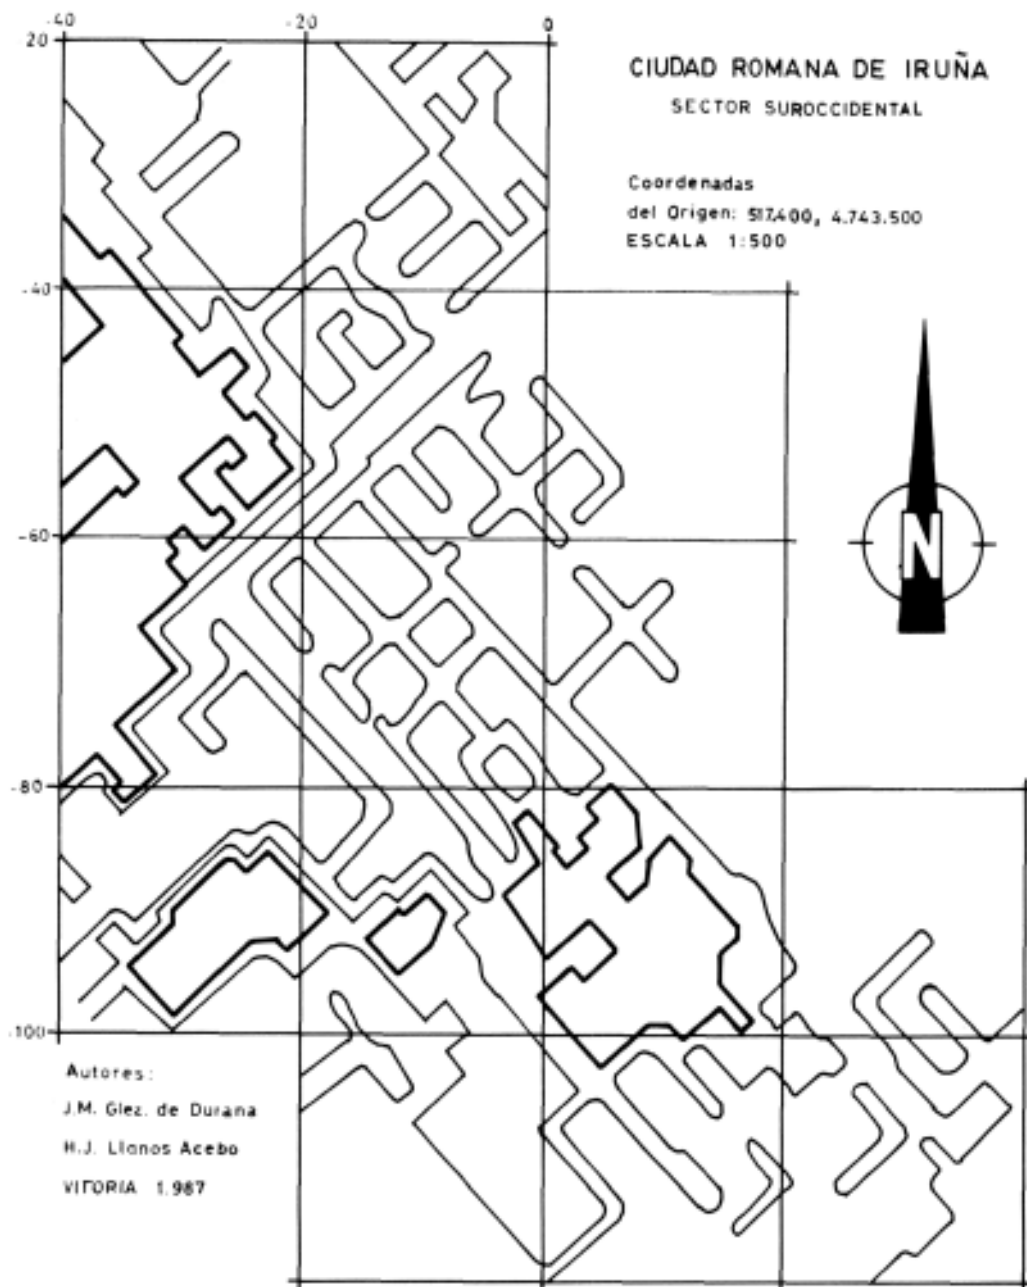 -40
-20
0
20
CIUDAD ROMANA DE IRUÑA
SECTOR SUROCCIDENTAL
Coordenadas
del Origen: 517.400, 4.743.500
ESCALA 1:500
-40
N
-60
-80
-100
Autores:
J.M. Glez. de Durana
H.J. Llanos Acebo
VITORIA 1.987